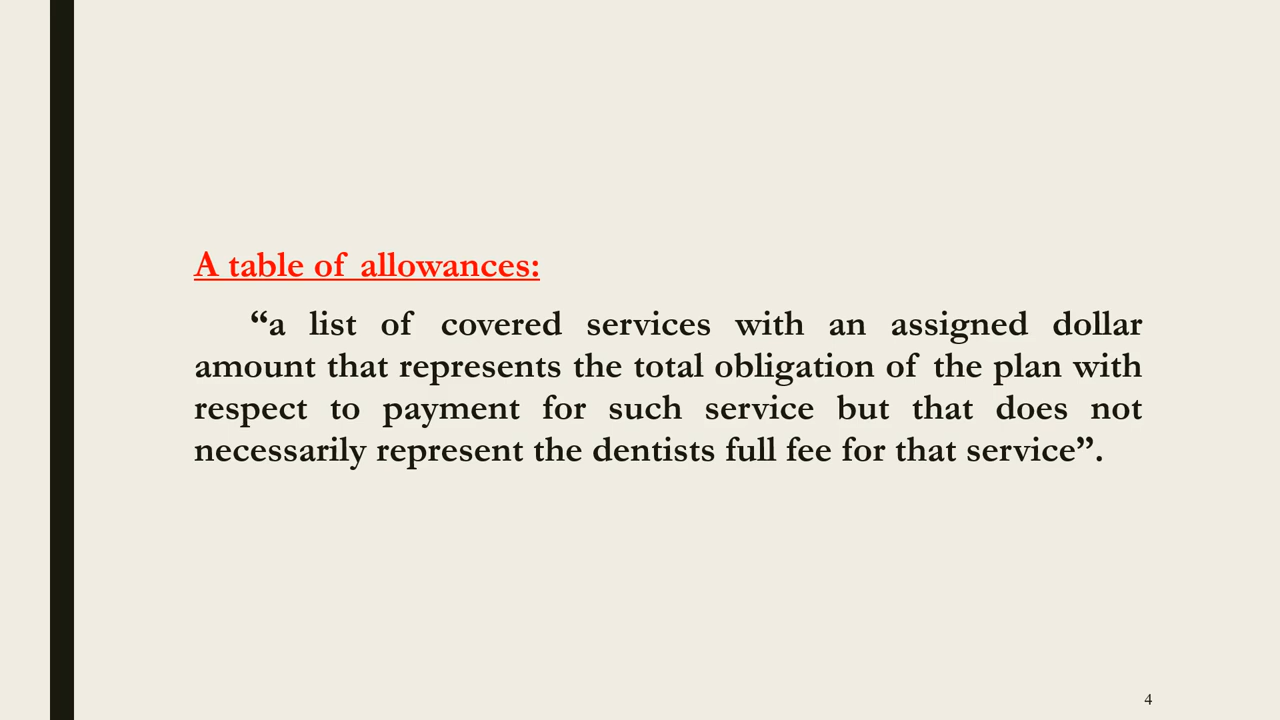 A table of allowances:
“a list of covered services with an assigned dollar
amount that represents the total obligation of the plan with
respect to payment for such service but that does not
necessarily represent the dentists full fee for that service”.
4